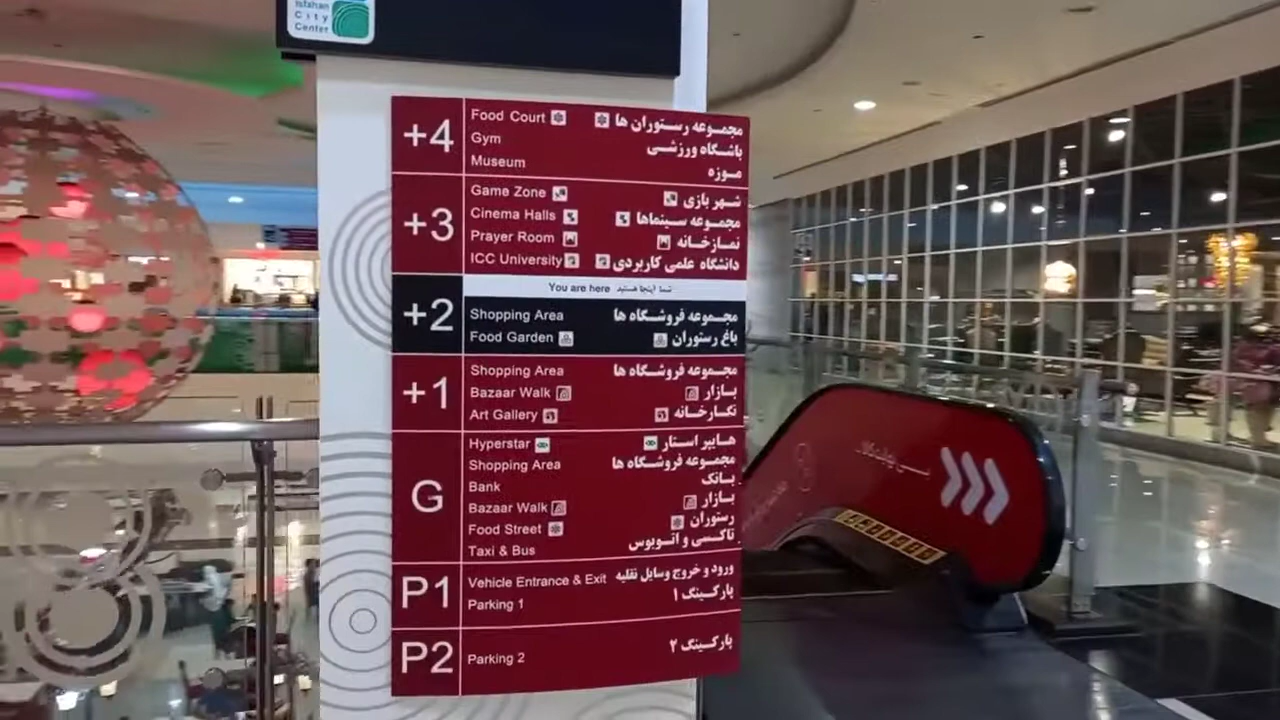 Isfahan
City
Center
+4
Food Court مجموعه رستوران ها
Gym باشگاه ورزشی
Museum موزه
+3
Game Zone شهر بازی
Cinema Halls مجموعه سینماها
Prayer Room نمازخانه
ICC University دانشگاه علمی کاربردی
+2
You are here شما اینجا هستید
Shopping Area مجموعه فروشگاه ها
Food Garden باغ رستوران
+1
Shopping Area مجموعه فروشگاه ها
Bazaar Walk بازار
Art Gallery نگارخانه
G
Hyperstar هایپر استار
Shopping Area مجموعه فروشگاه ها
Bank بانک
Bazaar Walk بازار
Food Street رستوران
Taxi & Bus تاکسی و اتوبوس
P1
Vehicle Entrance & Exit ورود و خروج وسایل نقلیه
Parking 1 پارکینگ ۱
P2
Parking 2 پارکینگ ۲